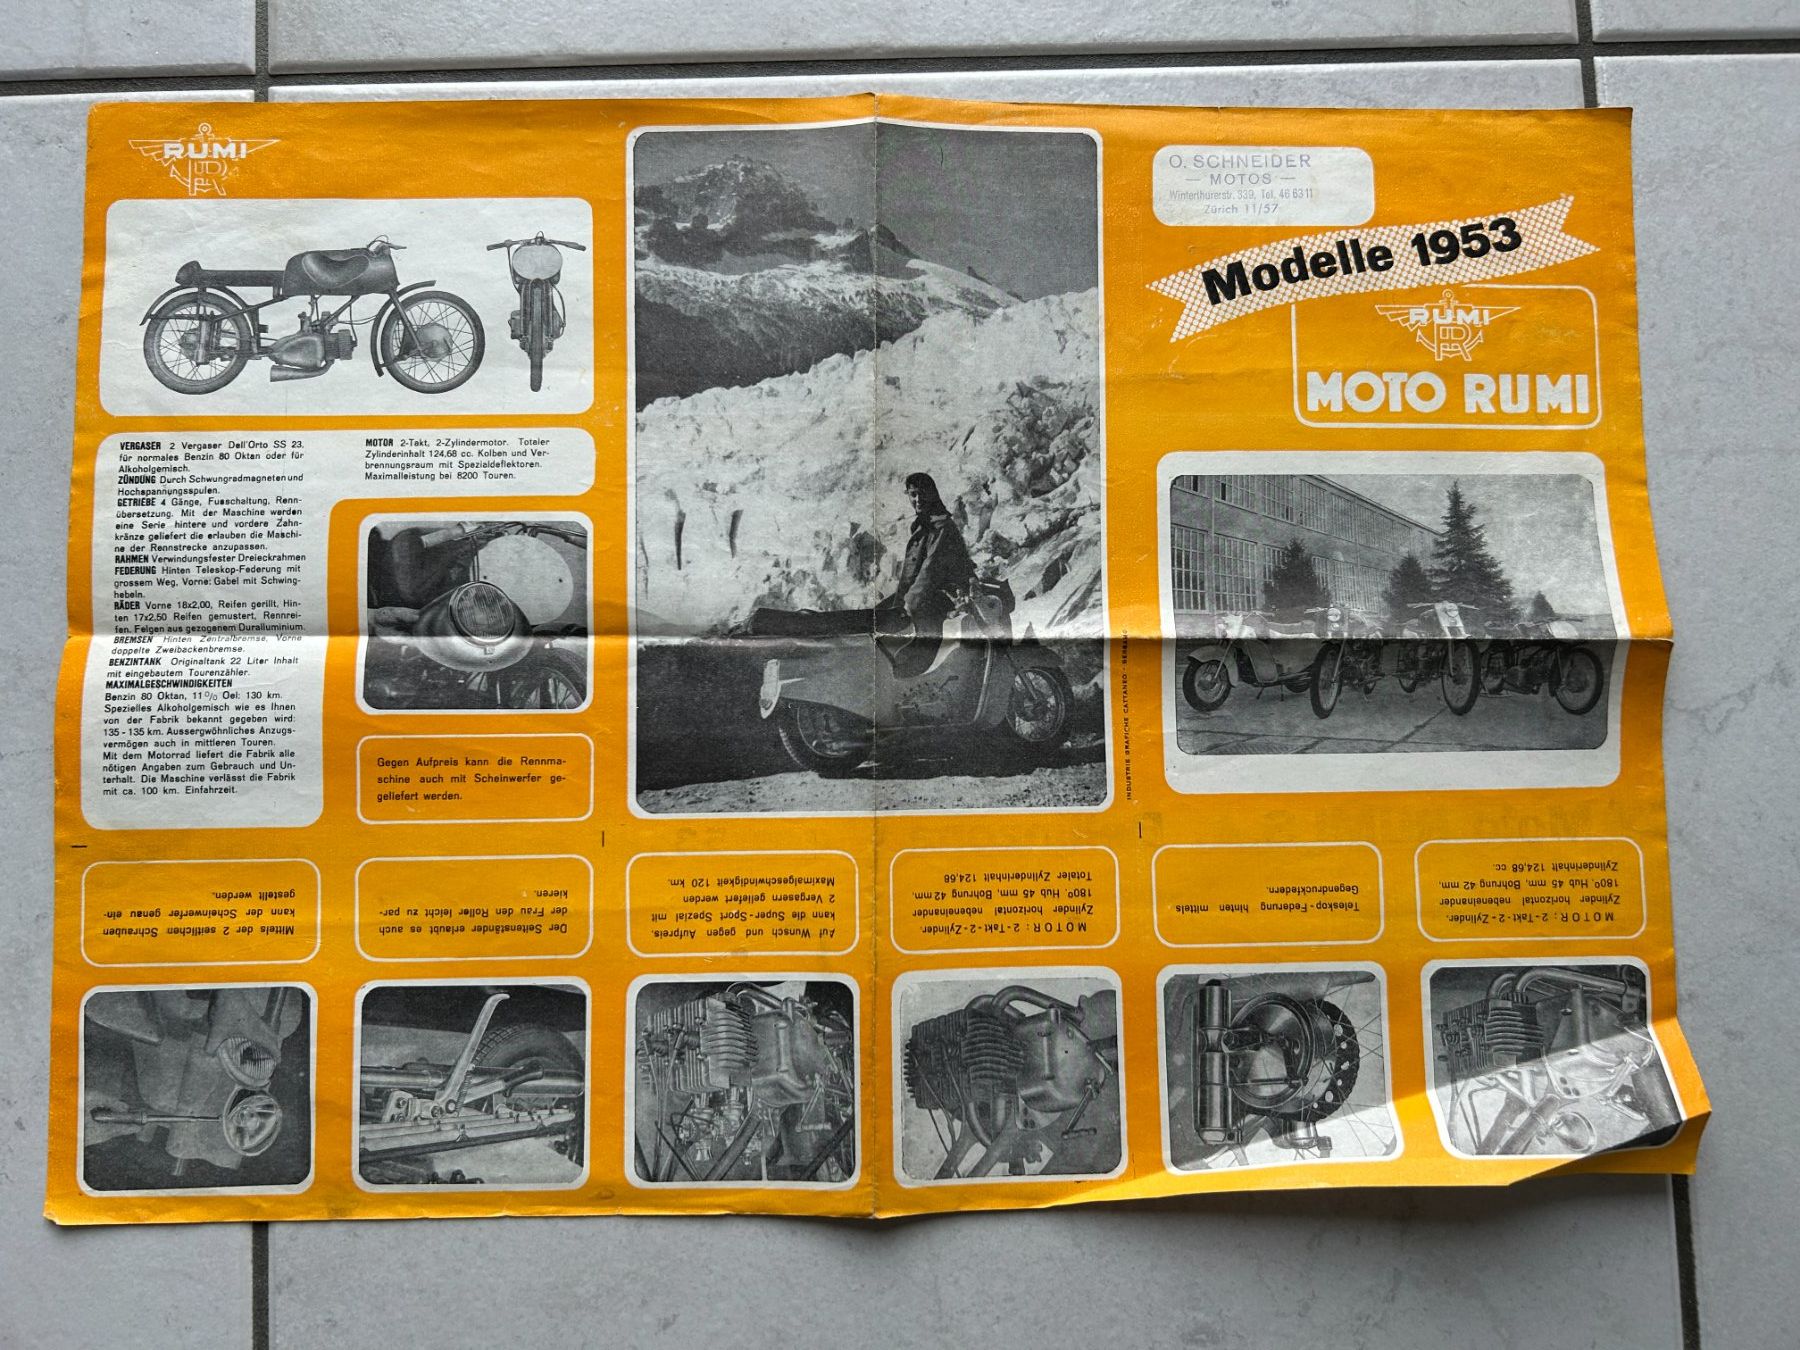 RUMI
VERGASER 2 Vergaser Dell'Orto SS 23,
für normales Benzin 80 Oktan oder für
Alkoholgemisch.
ZÜNDUNG Durch Schwungradmagneten und
Hochspannungsspulen.
GETRIEBE 4 Gänge, Fusschaltung, Renn-
übersetzung. Mit der Maschine werden
eine Serie hintere und vordere Zahn-
kränze geliefert die erlauben die Maschi-
ne der Rennstrecke anzupassen.
RAHMEN Verwindungsfester Dreieckrahmen
FEDERUNG Hinten Teleskop-Federung mit
grossem Weg, Vorne: Gabel mit Schwing-
hebeln.
RÄDER Vorne 18x2,00, Reifen gerillt, Hin-
ten 17x2,50 Reifen gemustert, Rennrei-
fen. Felgen aus gezogenem Duralluminium.
BREMSEN Hinten Zentralbremse, Vorne
doppelte Zweibackenbremse.
BENZINTANK Originaltank 22 Liter Inhalt
mit eingebautem Tourenzähler.
MAXIMALGESCHWINDIGKEITEN
Benzin 80 Oktan, 11% Oel: 130 km.
Spezielles Alkoholgemisch wie es Ihnen
von der Fabrik bekannt gegeben wird:
135 - 135 km. Aussergwöhnliches Anzugs-
vermögen auch in mittleren Touren.
Mit dem Motorrad liefert die Fabrik alle
nötigen Angaben zum Gebrauch und Un-
terhalt. Die Maschine verlässt die Fabrik
mit ca. 100 km. Einfahrzeit.
MOTOR 2-Takt, 2-Zylindermotor. Totaler
Zylinderinhalt 124,68 cc. Kolben und Ver-
brennungsraum mit Spezialdeflektoren.
Maximalleistung bei 8200 Touren.
Gegen Aufpreis kann die Rennma-
schine auch mit Scheinwerfer ge-
geliefert werden.
INDUSTRIE GRAFICHE CATTANEO - BERGAMO
O. SCHNEIDER
— MOTOS —
Winterthurerstr. 339, Tel. 46 63 11
Zürich 11/57
Modelle 1953
RUMI
MOTO RUMI
Mittels der 2 seitlichen Schrauben
kann der Scheinwerfer genau ein-
gestellt werden.
Der Seitenständer erlaubt es auch
der Frau den Roller leicht zu par-
kieren.
Auf Wunsch und gegen Aufpreis,
kann die Super-Sport Spezial mit
2 Vergasern geliefert werden
Maximalgeschwindigkeit 120 km.
MOTOR: 2-Takt-2-Zylinder.
Zylinder horizontal nebeneinander
180º, Hub 45 mm, Bohrung 42 mm.
Totaler Zylinderinhalt 124,68
Teleskop-Federung hinten mittels
Gegendruckfedern.
MOTOR: 2-Takt-2-Zylinder.
Zylinder horizontal nebeneinander
180º, Hub 45 mm, Bohrung 42 mm.
Zylinderinhalt 124,68 cc.